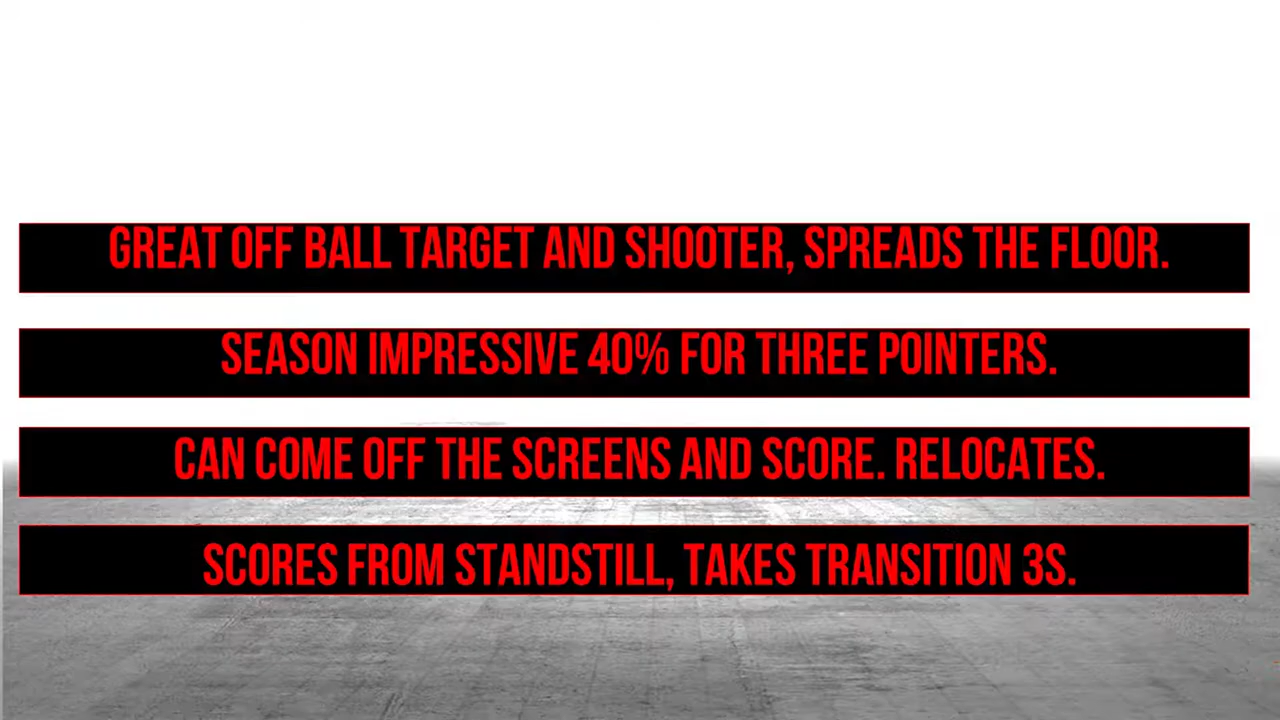 GREAT OFF BALL TARGET AND SHOOTER, SPREADS THE FLOOR.
SEASON IMPRESSIVE 40% FOR THREE POINTERS.
CAN COME OFF THE SCREENS AND SCORE. RELOCATES.
SCORES FROM STANDSTILL, TAKES TRANSITION 3S.